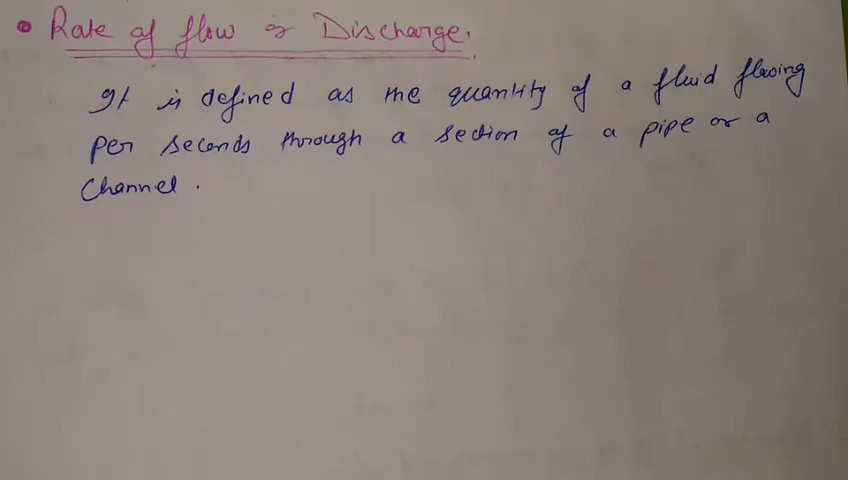 Rate of flow or Discharge.
It is defined as the quantity of a fluid flowing
per seconds through a section of a pipe or a
Channel.